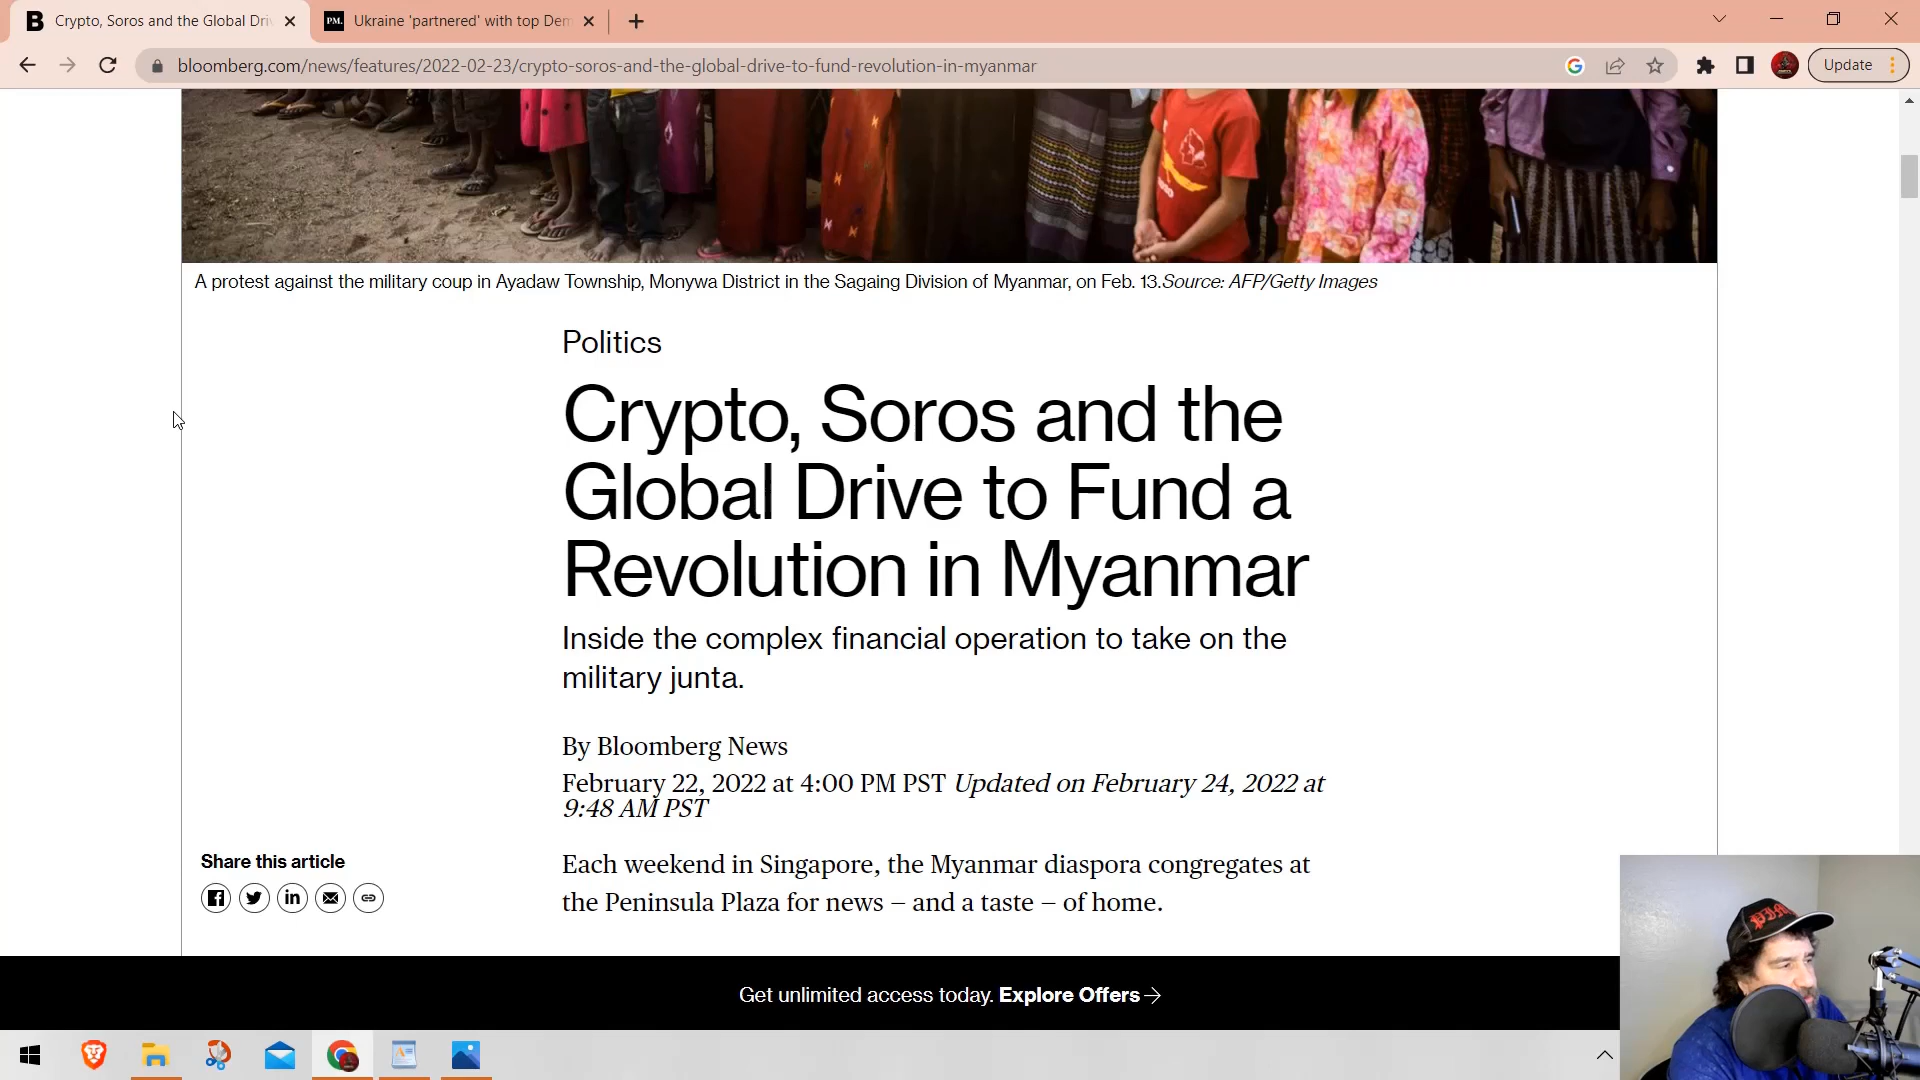 B Crypto, Soros and the Global Dri
PM. Ukraine 'partnered' with top Dem
bloomberg.com/news/features/2022-02-23/crypto-soros-and-the-global-drive-to-fund-revolution-in-myanmar
Update
A protest against the military coup in Ayadaw Township, Monywa District in the Sagaing Division of Myanmar, on Feb. 13.Source: AFP/Getty Images
Politics
Crypto, Soros and the
Global Drive to Fund a
Revolution in Myanmar
Inside the complex financial operation to take on the
military junta.
By Bloomberg News
February 22, 2022 at 4:00 PM PST Updated on February 24, 2022 at
9:48 AM PST
Share this article
Each weekend in Singapore, the Myanmar diaspora congregates at
the Peninsula Plaza for news – and a taste – of home.
Get unlimited access today. Explore Offers